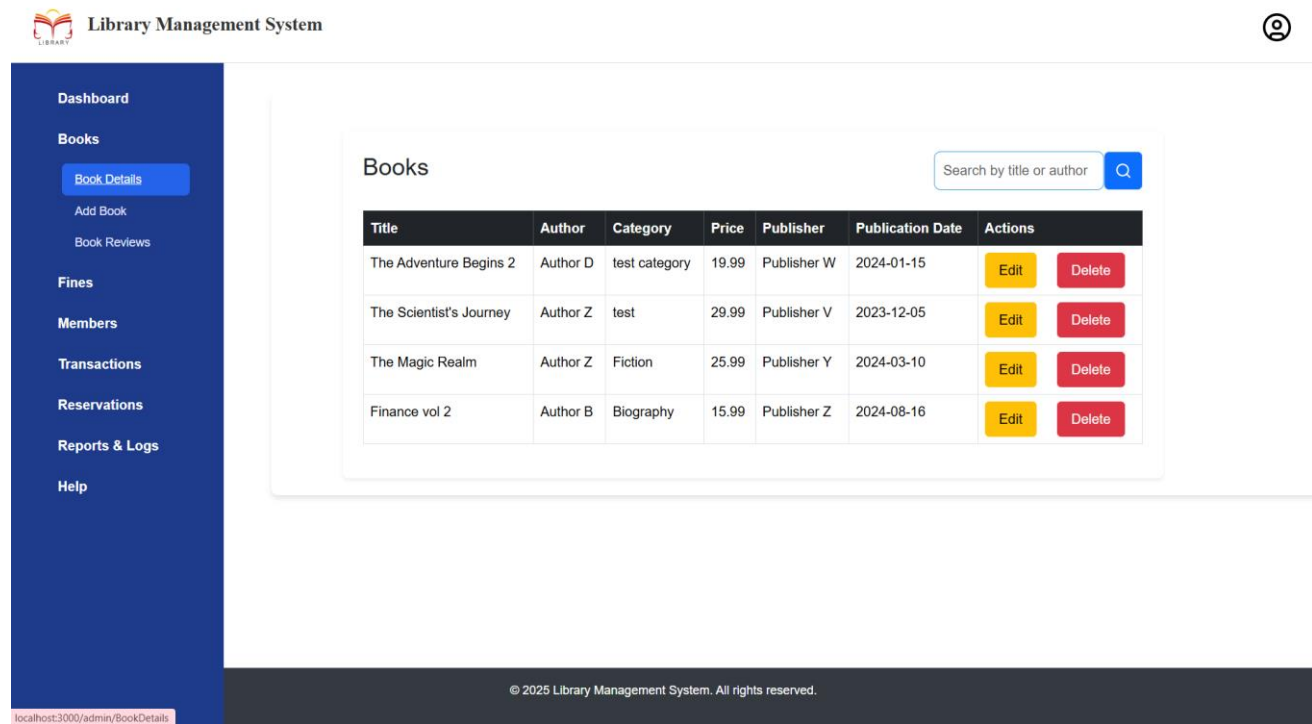 LIBRARY
Library Management System
Dashboard
Books
Book Details
Add Book
Book Reviews
Fines
Members
Transactions
Reservations
Reports & Logs
Help
Books
Search by title or author
Title Author Category Price Publisher Publication Date Actions
The Adventure Begins 2 Author D test category 19.99 Publisher W 2024-01-15 Edit Delete
The Scientist's Journey Author Z test 29.99 Publisher V 2023-12-05 Edit Delete
The Magic Realm Author Z Fiction 25.99 Publisher Y 2024-03-10 Edit Delete
Finance vol 2 Author B Biography 15.99 Publisher Z 2024-08-16 Edit Delete
© 2025 Library Management System. All rights reserved.
localhost:3000/admin/BookDetails